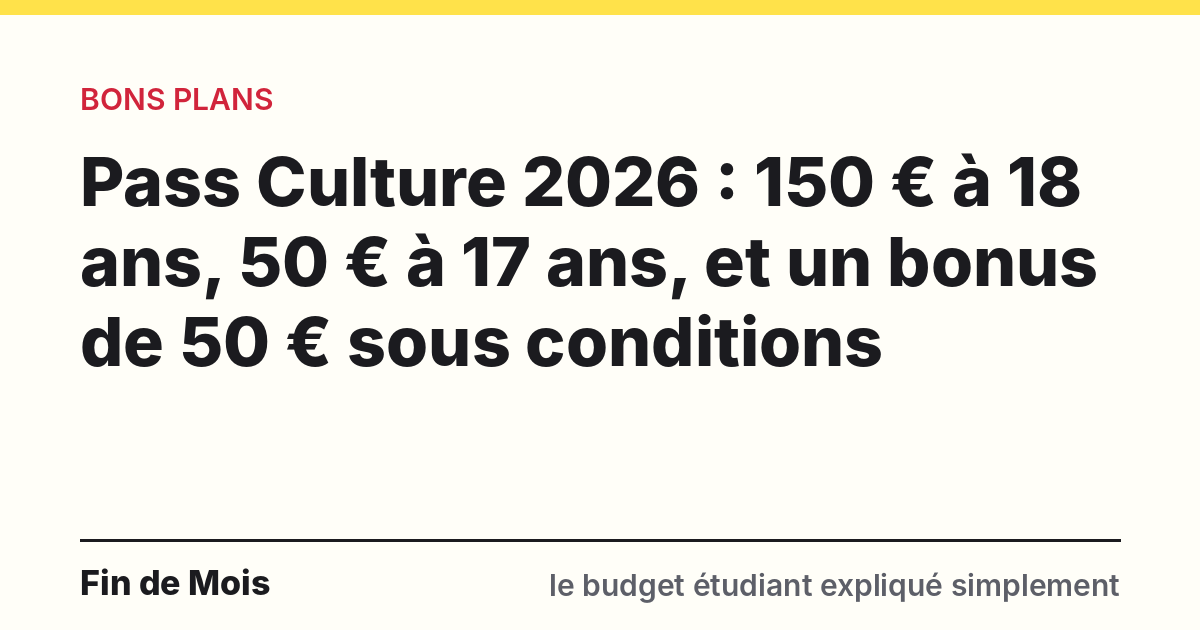 BONS PLANS
Pass Culture 2026 : 150 € à 18
ans, 50 € à 17 ans, et un bonus
de 50 € sous conditions
Fin de Mois
le budget étudiant expliqué simplement